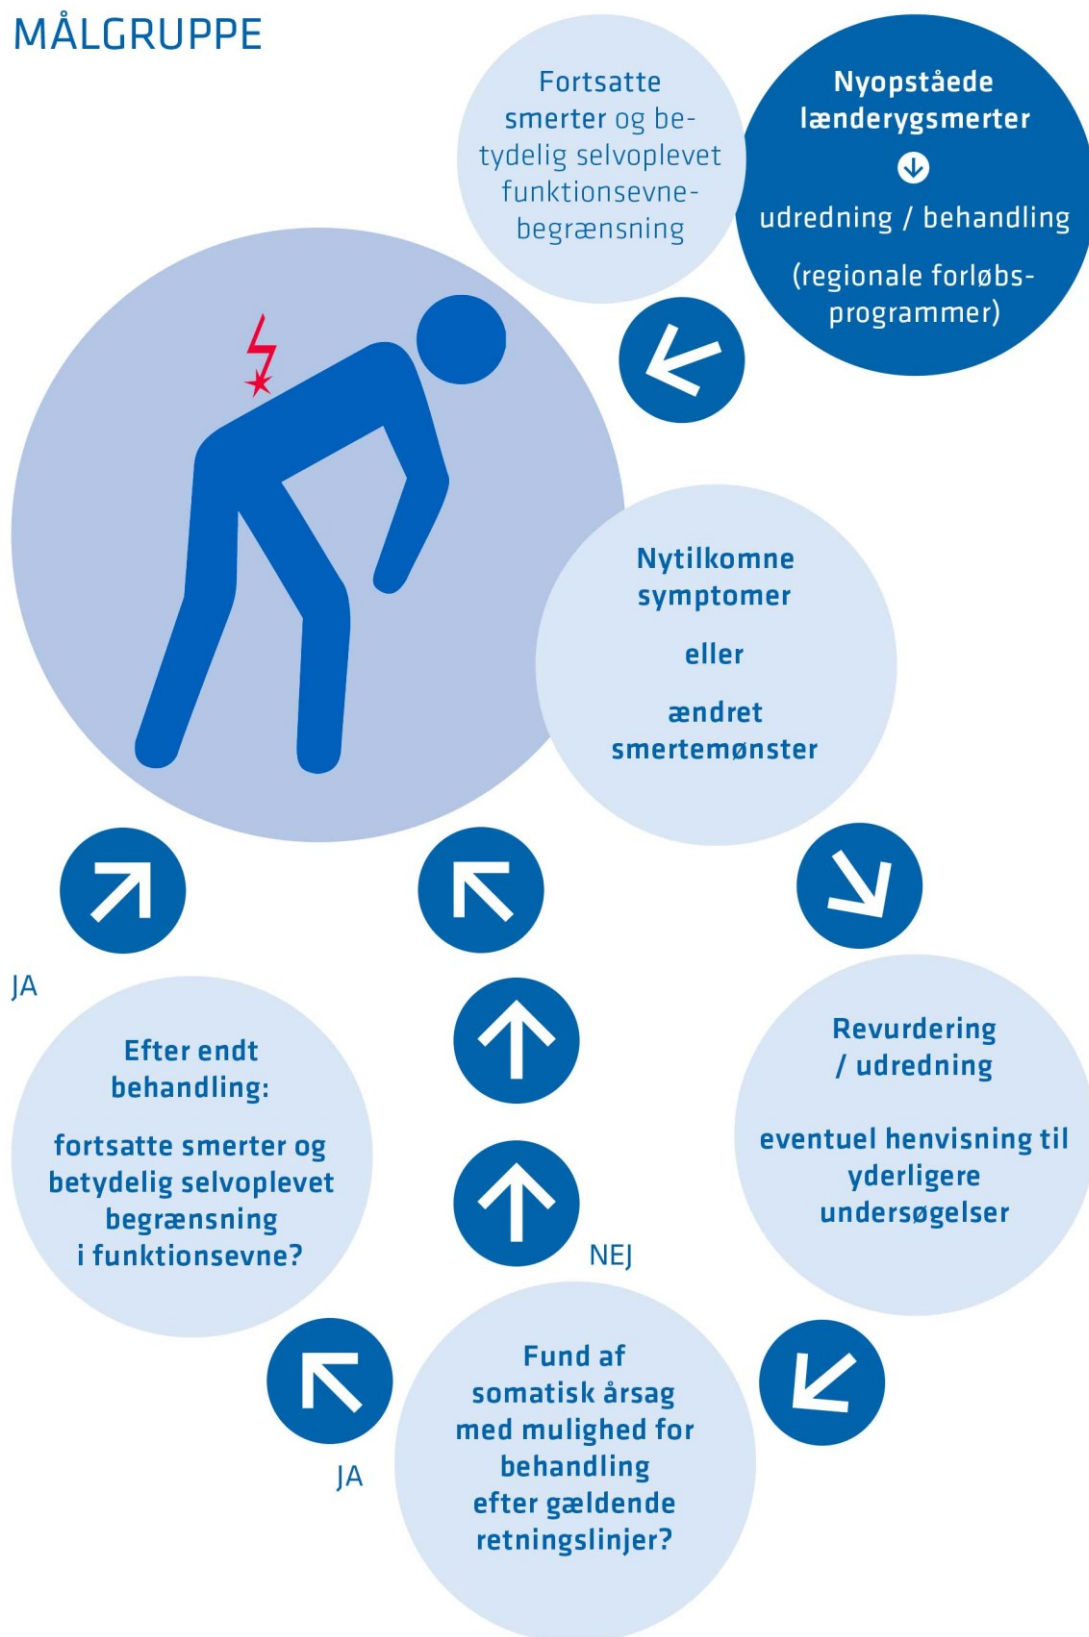 MÅLGRUPPE
Nyopståede
lænderygsmerter
udredning / behandling
(regionale forløbs-
programmer)
Fortsatte
smerter og be-
tydelig selvoplevet
funktionsevne-
begrænsning
Nytilkomne
symptomer
eller
ændret
smertemønster
Revurdering
/ udredning
eventuel henvisning til
yderligere
undersøgelser
Fund af
somatisk årsag
med mulighed for
behandling
efter gældende
retningslinjer?
NEJ
JA
Efter endt
behandling:
fortsatte smerter og
betydelig selvoplevet
begrænsning
i funktionsevne?
JA